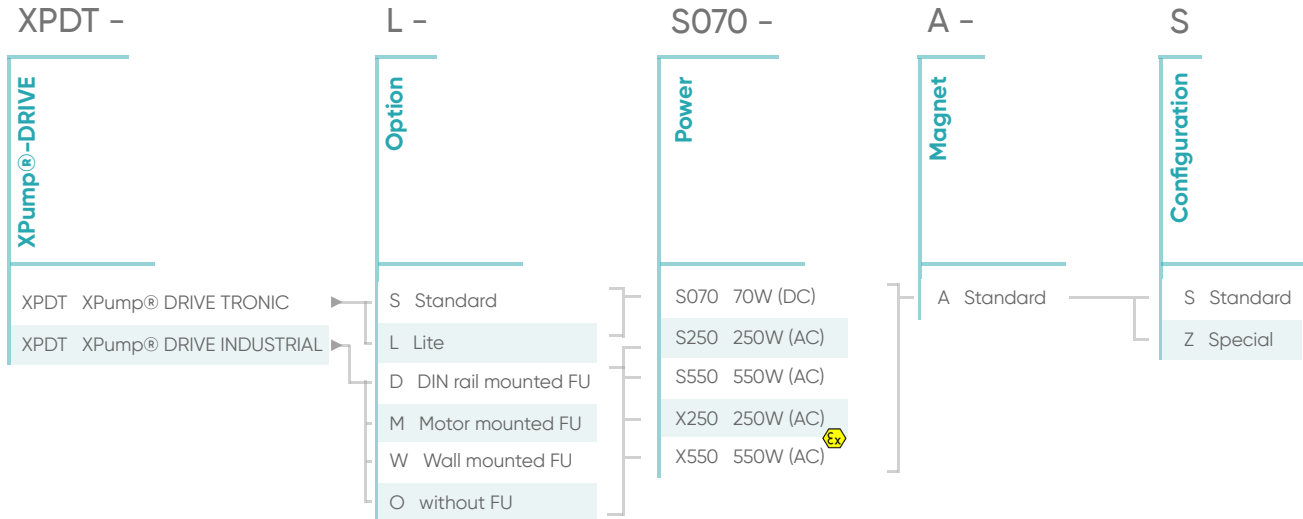 XPDT - L - S070 - A - S
XPump®-DRIVE
Option
Power
Magnet
Configuration
XPDT XPump® DRIVE TRONIC
XPDT XPump® DRIVE INDUSTRIAL
S Standard
L Lite
D DIN rail mounted FU
M Motor mounted FU
W Wall mounted FU
O without FU
S070 70W (DC)
S250 250W (AC)
S550 550W (AC)
X250 250W (AC)
X550 550W (AC)
Ex
A Standard
S Standard
Z Special